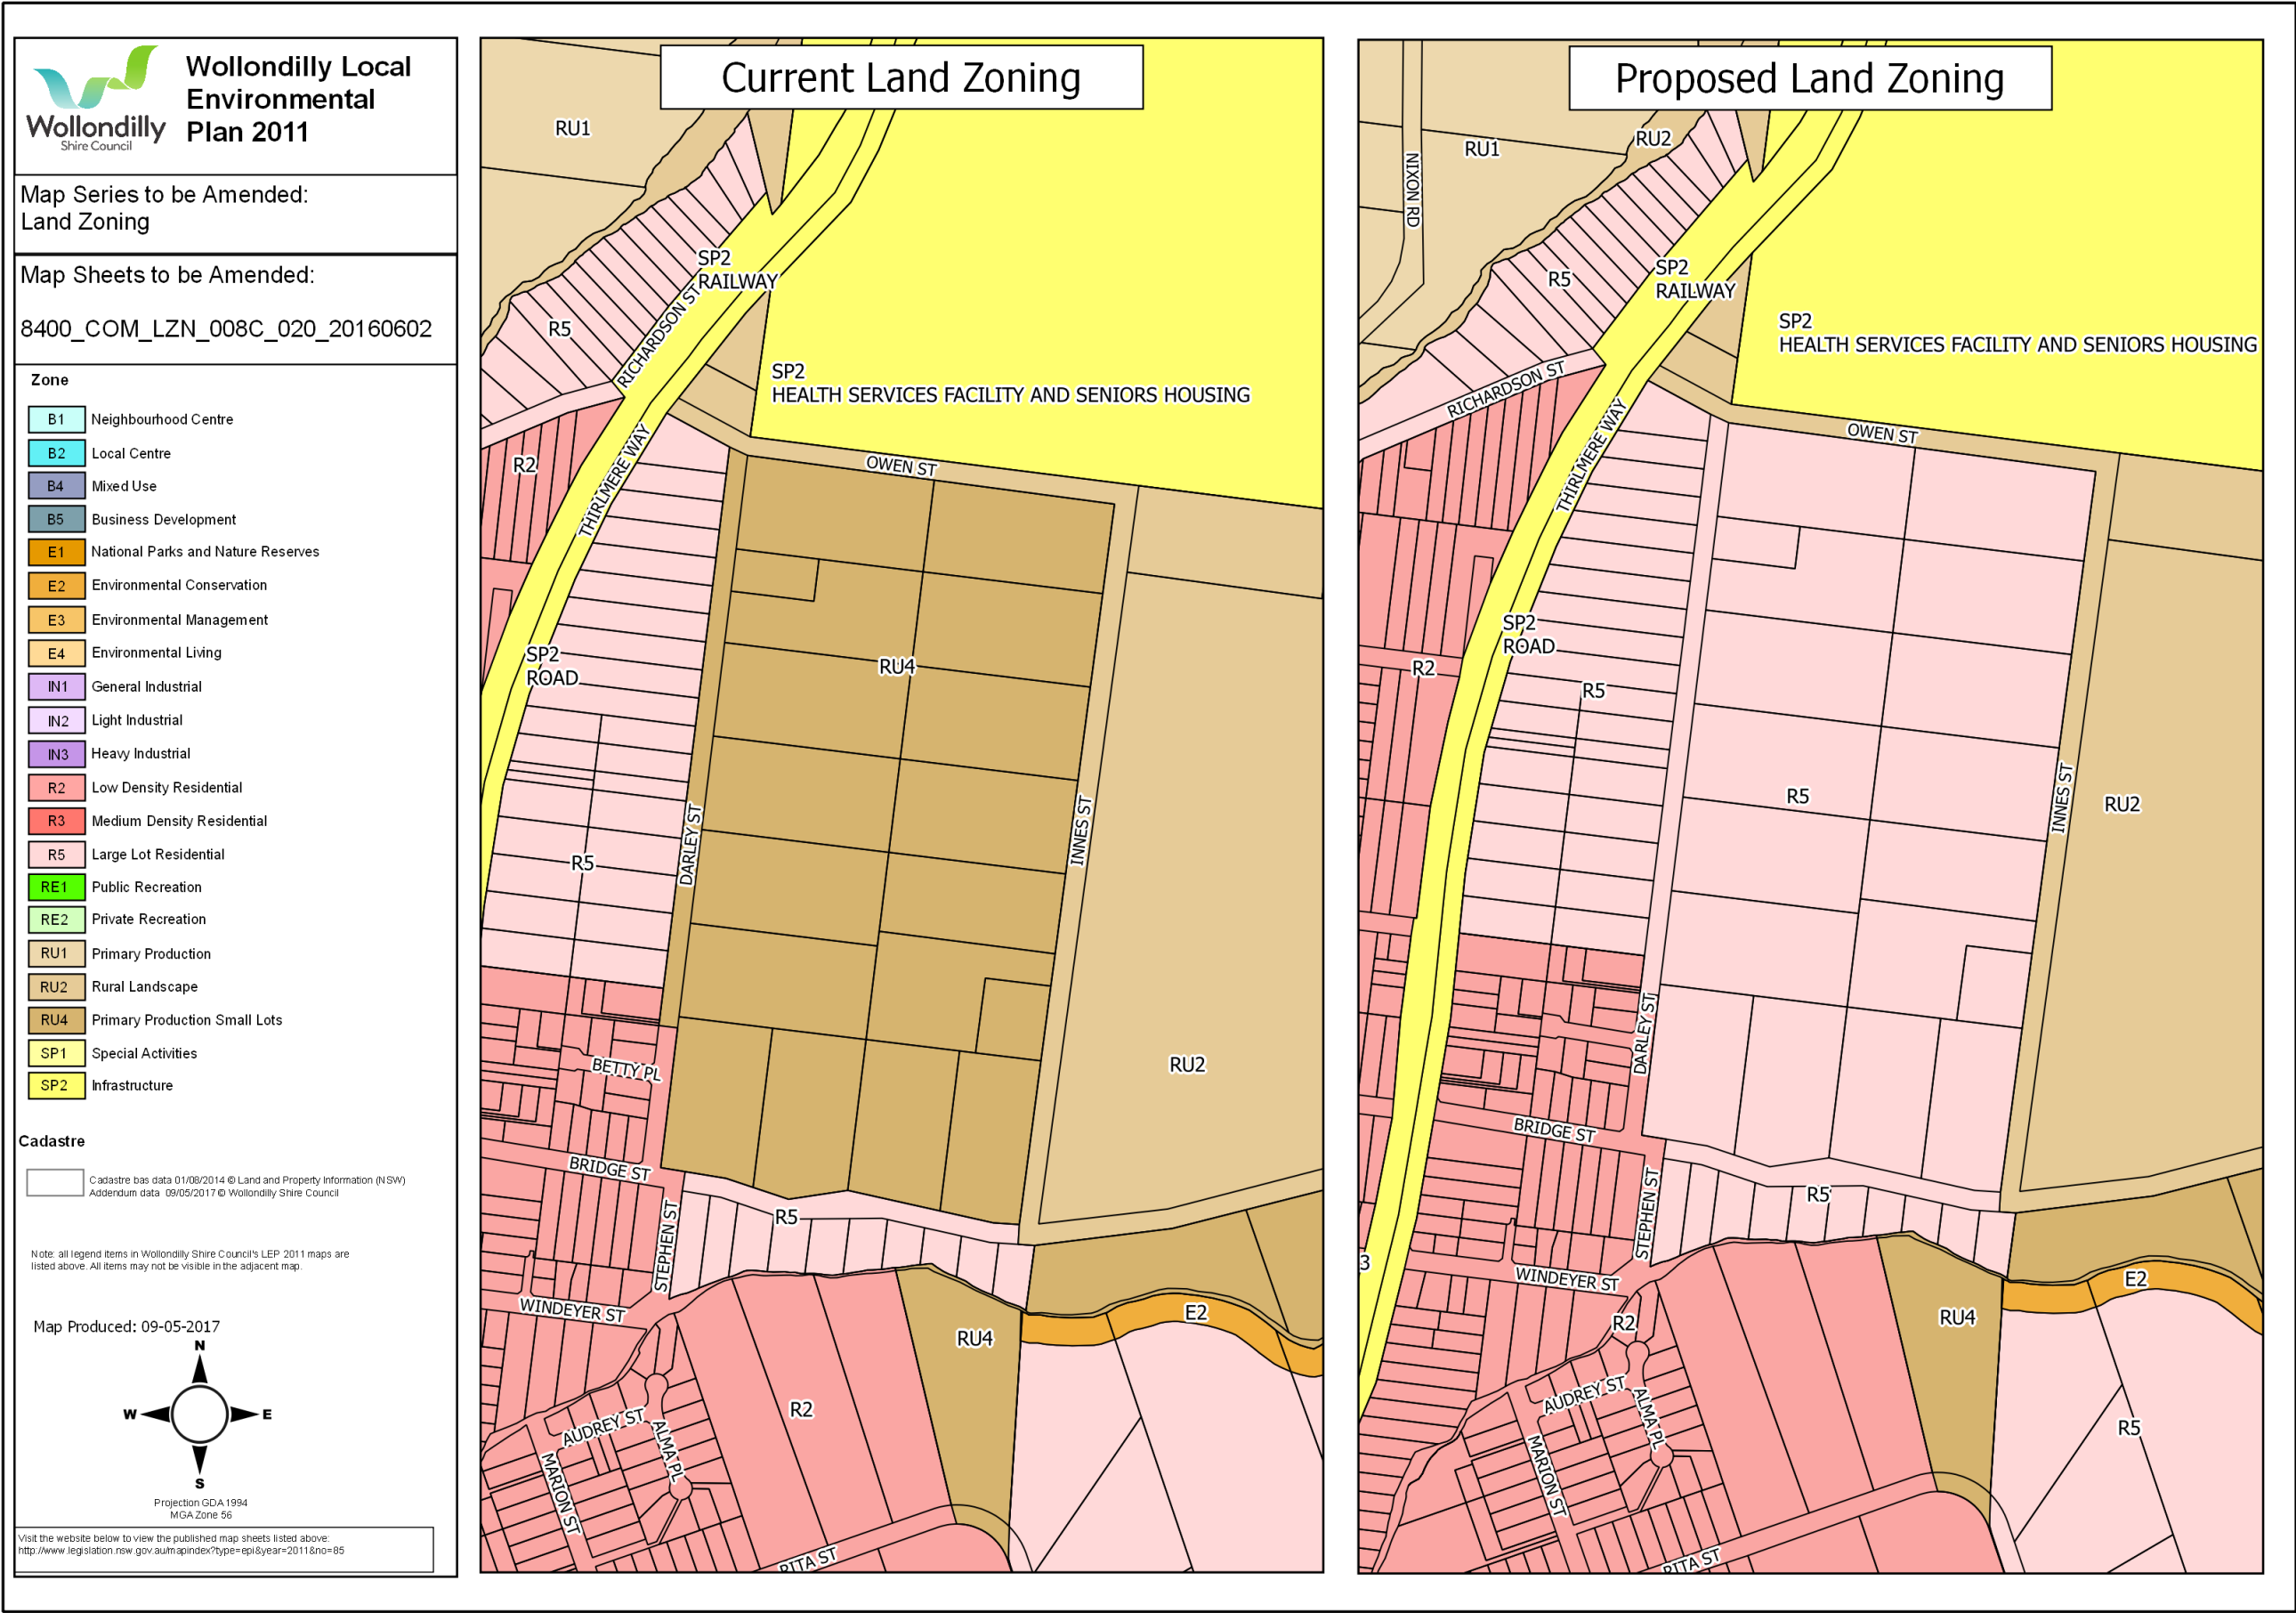 Wollondilly
Shire Council
Wollondilly Local
Environmental
Plan 2011
Map Series to be Amended:
Land Zoning
Map Sheets to be Amended:
8400_COM_LZN_008C_020_20160602
Zone
B1 Neighbourhood Centre
B2 Local Centre
B4 Mixed Use
B5 Business Development
E1 National Parks and Nature Reserves
E2 Environmental Conservation
E3 Environmental Management
E4 Environmental Living
IN1 General Industrial
IN2 Light Industrial
IN3 Heavy Industrial
R2 Low Density Residential
R3 Medium Density Residential
R5 Large Lot Residential
RE1 Public Recreation
RE2 Private Recreation
RU1 Primary Production
RU2 Rural Landscape
RU4 Primary Production Small Lots
SP1 Special Activities
SP2 Infrastructure
Cadastre
Cadastre bas data 01/08/2014 © Land and Property Information (NSW)
Addendum data 09/05/2017 © Wollondilly Shire Council
Note: all legend items in Wollondilly Shire Council's LEP 2011 maps are
listed above. All items may not be visible in the adjacent map.
Map Produced: 09-05-2017
N
W E
S
Projection GDA 1994
MGA Zone 56
Visit the website below to view the published map sheets listed above:
http://www.legislation.nsw.gov.au/mapindex?type=epi&year=2011&no=85
Current Land Zoning
RU1
SP2
RAILWAY
RICHARDSON ST
R5
SP2
HEALTH SERVICES FACILITY AND SENIORS HOUSING
R2
THIRLMERE WAY
OWEN ST
SP2
ROAD
RU4
DARLEY ST
INNES ST
R5
BETTY PL
RU2
BRIDGE ST
STEPHEN ST
R5
WINDEYER ST
E2
RU4
R2
AUDREY ST
ALMA PL
MARION ST
RITA ST
Proposed Land Zoning
RU1
RU2
NIXON RD
R5
SP2
RAILWAY
SP2
HEALTH SERVICES FACILITY AND SENIORS HOUSING
RICHARDSON ST
THIRLMERE WAY
OWEN ST
SP2
ROAD
R2
R5
R5
INNES ST
RU2
DARLEY ST
BRIDGE ST
STEPHEN ST
R5
3
WINDEYER ST
E2
R2
RU4
AUDREY ST
ALMA PL
MARION ST
R5
RITA ST